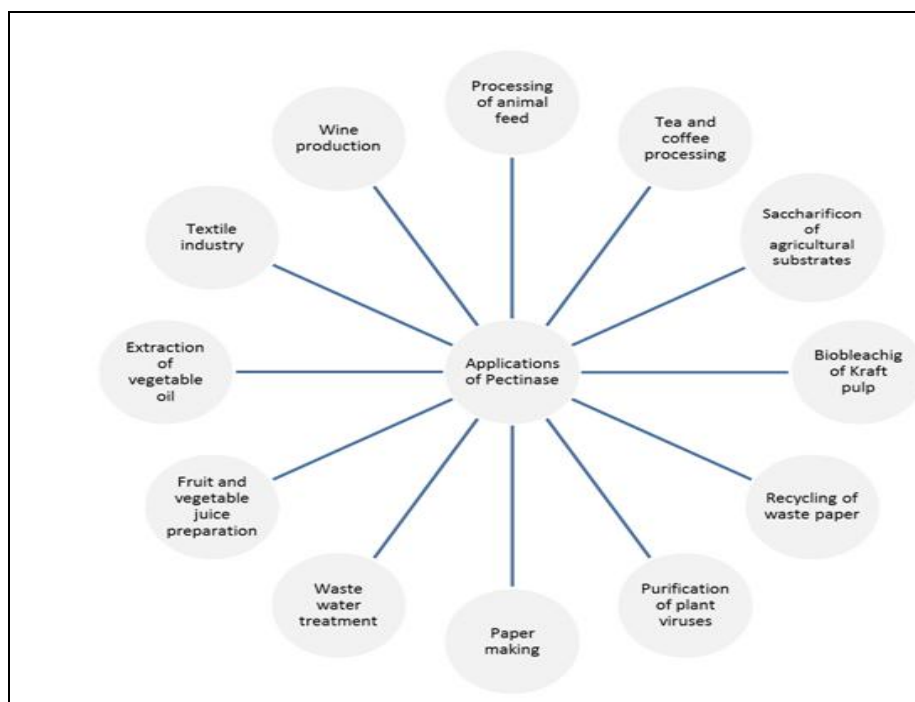 Processing
of animal
feed
Tea and
coffee
processing
Saccharificon
of
agricultural
substrates
Biobleachig
of Kraft
pulp
Recycling of
waste paper
Purification
of plant
viruses
Paper
making
Waste
water
treatment
Fruit and
vegetable
juice
preparation
Extraction
of
vegetable
oil
Textile
industry
Wine
production
Applications
of Pectinase